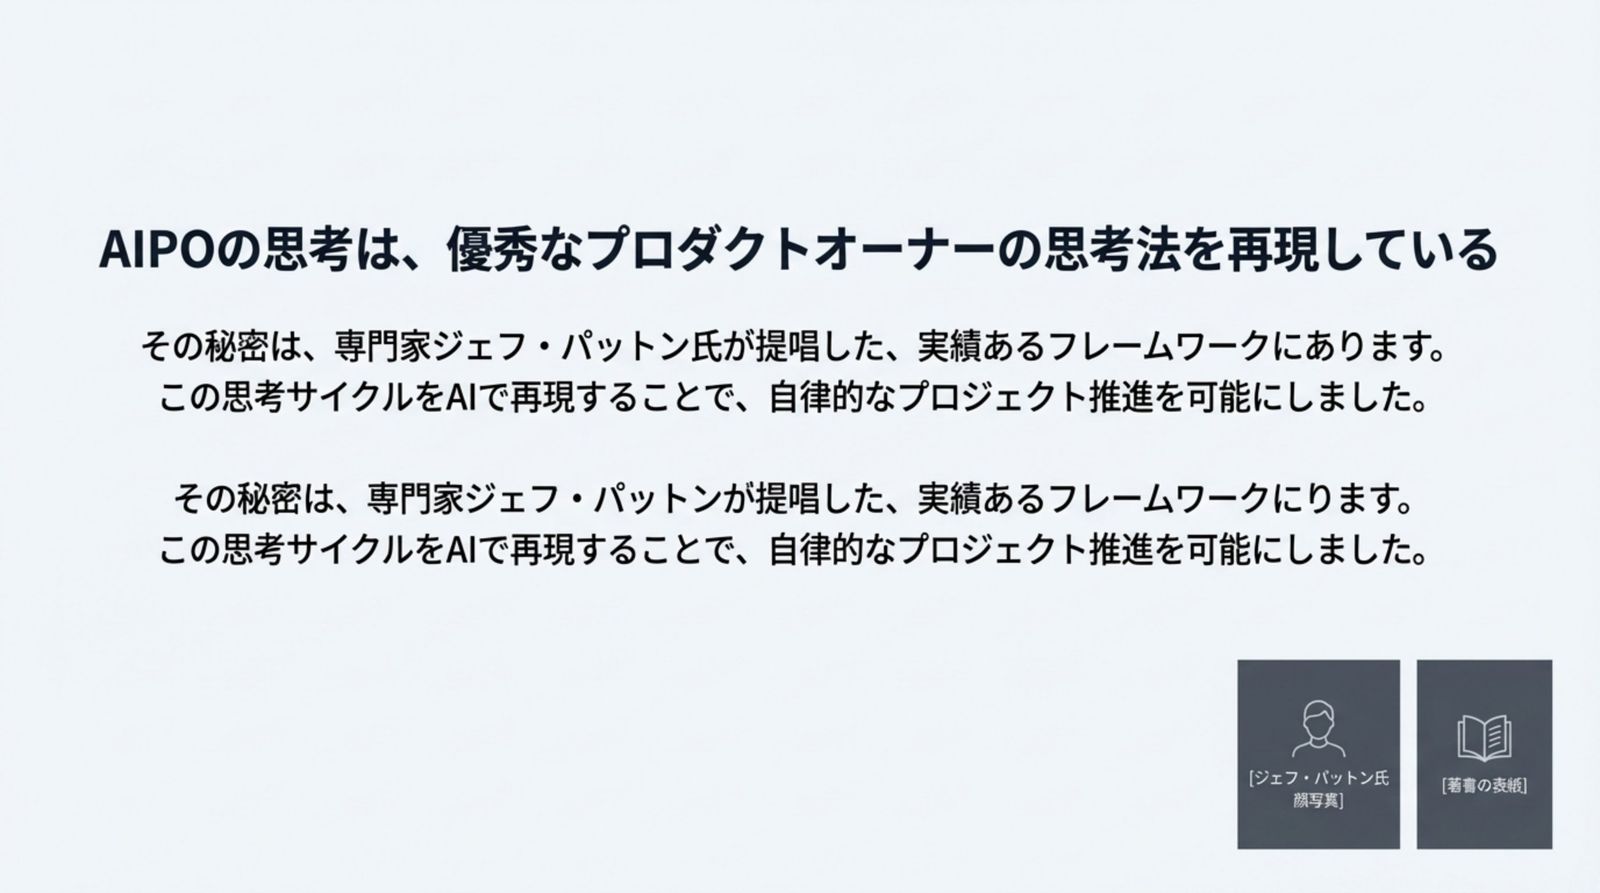 AIPOの思考は、優秀なプロダクトオーナーの思考法を再現している
その秘密は、専門家ジェフ・パットン氏が提唱した、実績あるフレームワークにあります。
この思考サイクルをAIで再現することで、自律的なプロジェクト推進を可能にしました。
その秘密は、専門家ジェフ・パットンが提唱した、実績あるフレームワークにります。
この思考サイクルをAIで再現することで、自律的なプロジェクト推進を可能にしました。
[ジェフ・パットン氏
顔写真]
[著書の表紙]